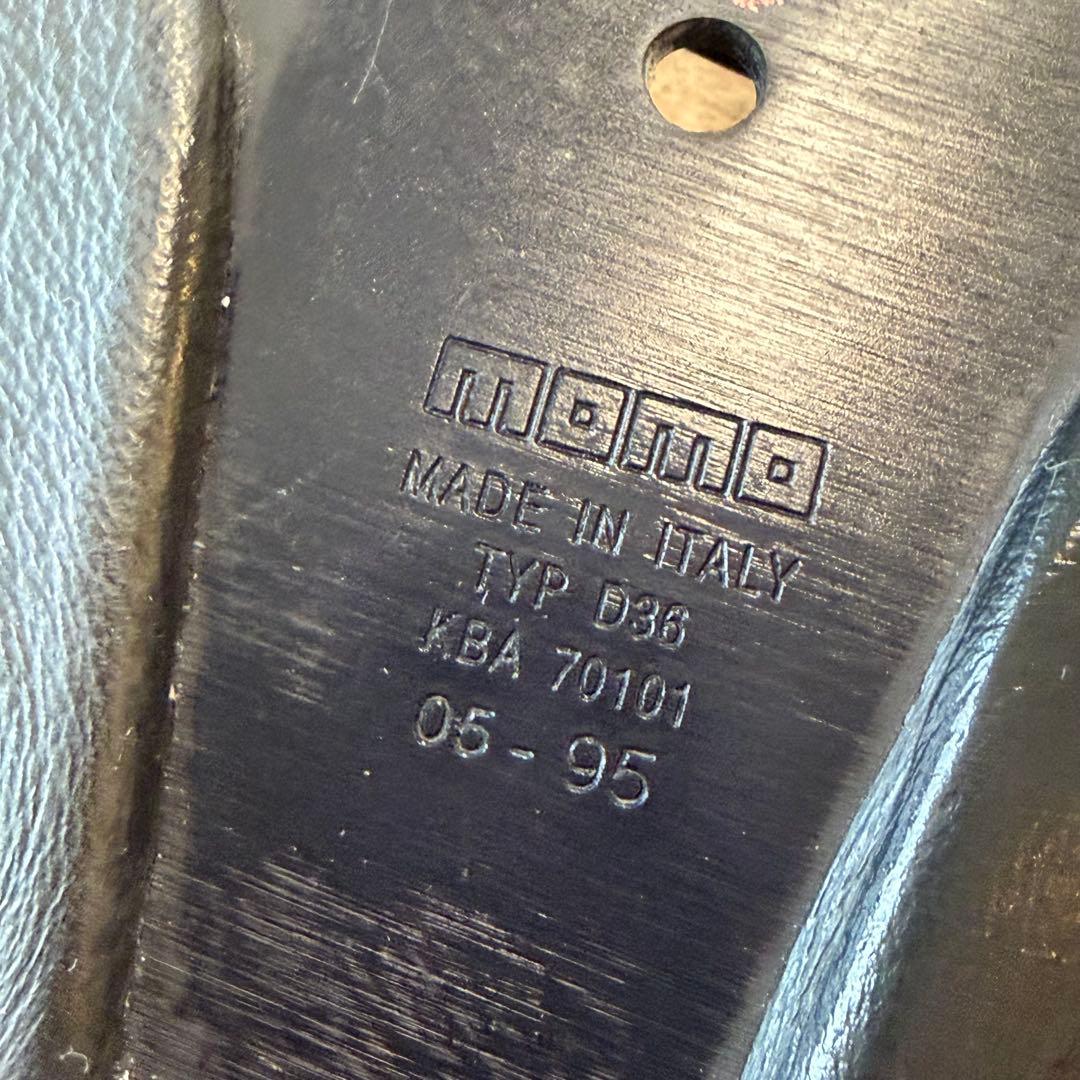 momo
MADE IN ITALY
TYP D36
KBA 70101
05 - 95